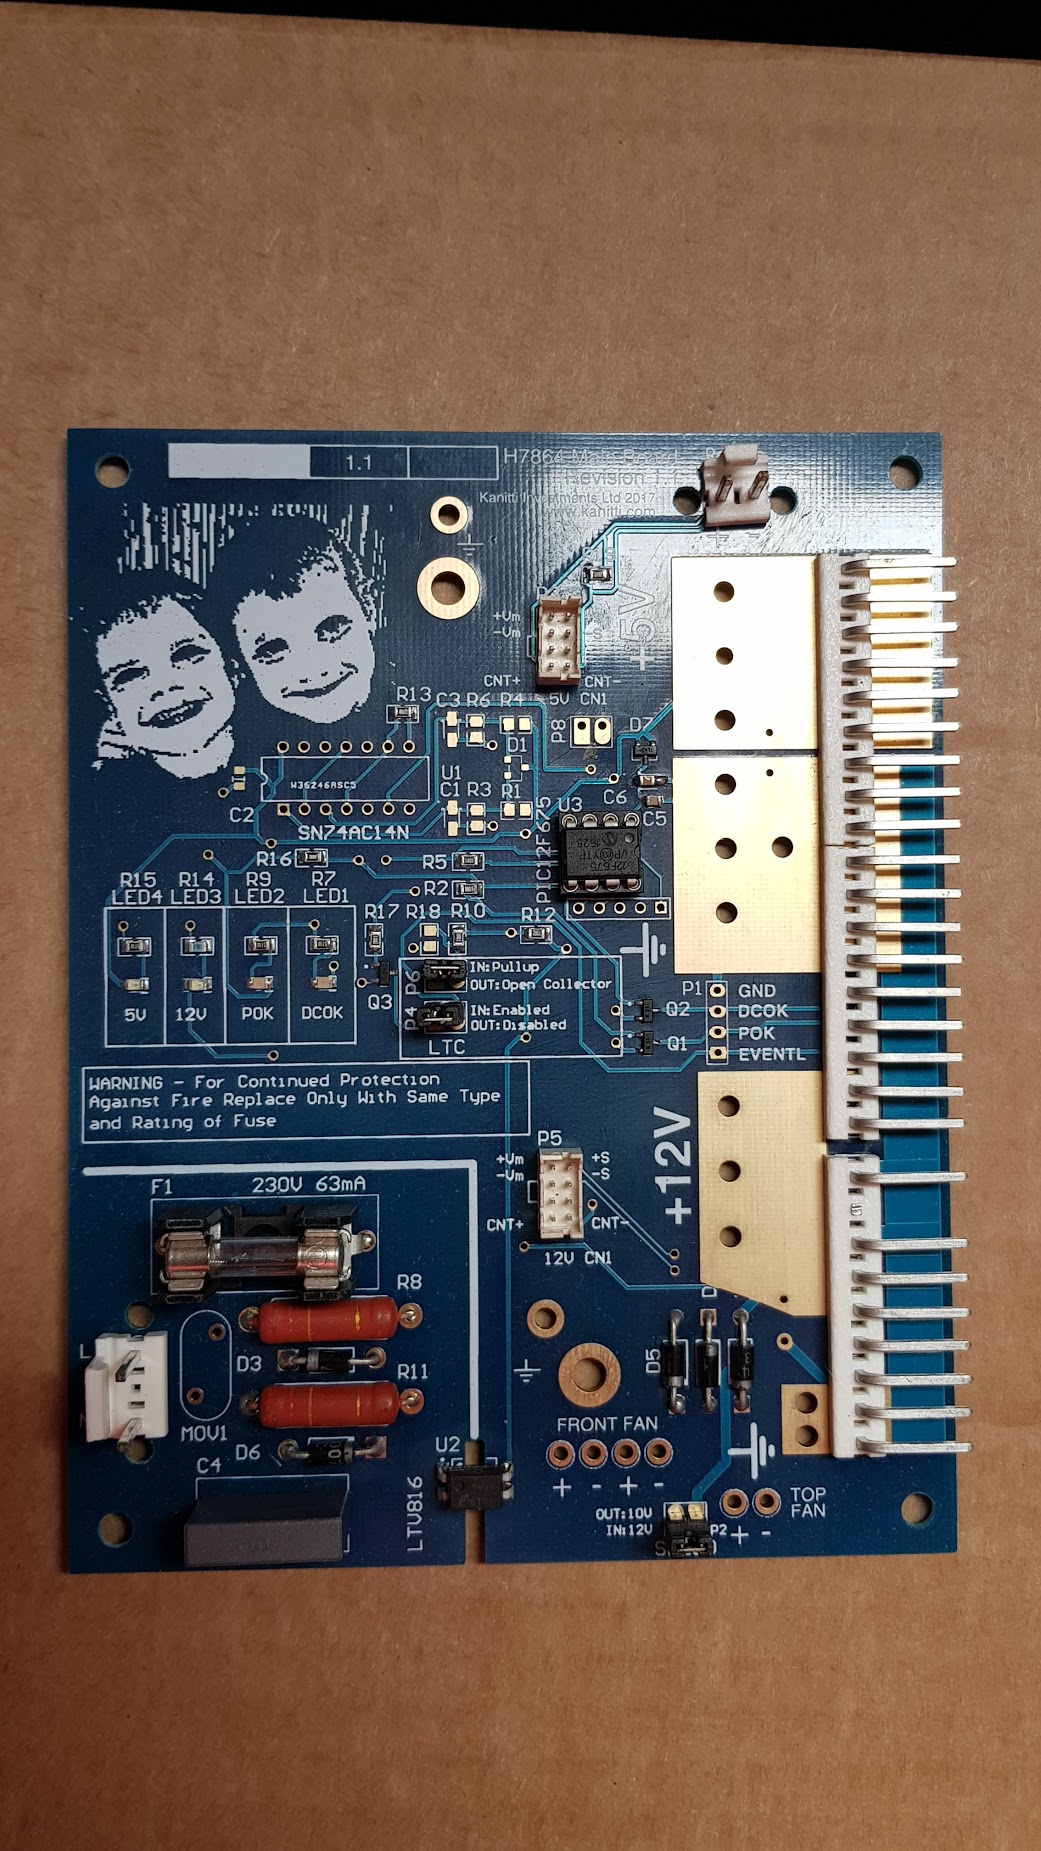 1.1
H7864 Main Board
Revision 1.
Kanitti Investments Ltd 2017
www.kanitti.com
+5V
+Vm
-Vm
S
CNT+
CNT-
5V CN1
R13
C3 R6 R4
P8
D7
D1
W36246ASC5
U1
C1 R3 R1
C2
SN74AC14N
U3
C6
C5
PIC12F675
R16
R5
R2
R15 R14 R9 R7
LED4 LED3 LED2 LED1
R17 R18 R10 R12
5V 12V POK DCOK
Q3
P6
IN:Pullup
OUT:Open Collector
P4
IN:Enabled
OUT:Disabled
LTC
Q2
Q1
P1
GND
DCOK
POK
EVENTL
WARNING - For Continued Protection
Against Fire Replace Only With Same Type
and Rating of Fuse
P5
+Vm
-Vm
+S
-S
CNT+
CNT-
12V CN1
+12V
F1
230V 63mA
R8
D3
R11
MOV1
D6
C4
U2
LTV816
D5
FRONT FAN
+ - + -
OUT:10V
IN:12V
P2
+ -
TOP
FAN